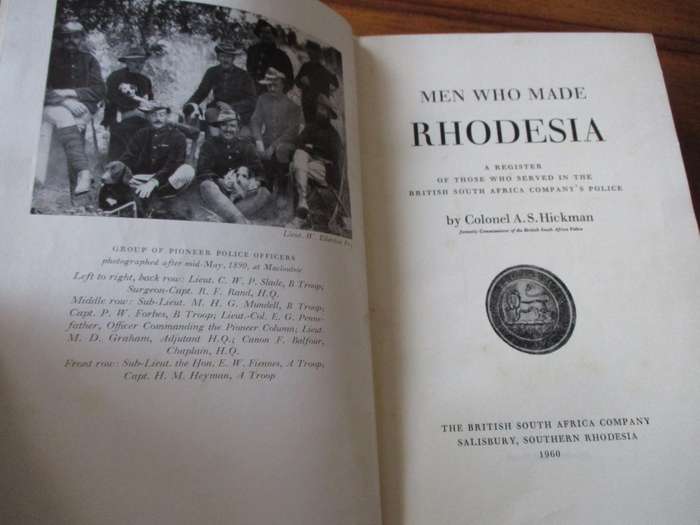 Lieut. W. Ellerton Fry
GROUP OF PIONEER POLICE OFFICERS
photographed after mid-May, 1890, at Macloutsie
Left to right, back row: Lieut. C. W. P. Slade, B Troop;
Surgeon-Capt. R. F. Rand, H.Q.
Middle row: Sub-Lieut. M. H. G. Mundell, B Troop;
Capt. P. W. Forbes, B Troop; Lieut.-Col. E. G. Penne-
father, Officer Commanding the Pioneer Column; Lieut.
M. D. Graham, Adjutant H.Q.; Canon F. Balfour,
Chaplain, H.Q.
Front row: Sub-Lieut. the Hon. E. W. Fiennes, A Troop;
Capt. H. M. Heyman, A Troop
MEN WHO MADE
RHODESIA
A REGISTER
OF THOSE WHO SERVED IN THE
BRITISH SOUTH AFRICA COMPANY'S POLICE
by Colonel A. S. Hickman
formerly Commissioner of the British South Africa Police
THE BRITISH SOUTH AFRICA COMPANY
SALISBURY, SOUTHERN RHODESIA
1960